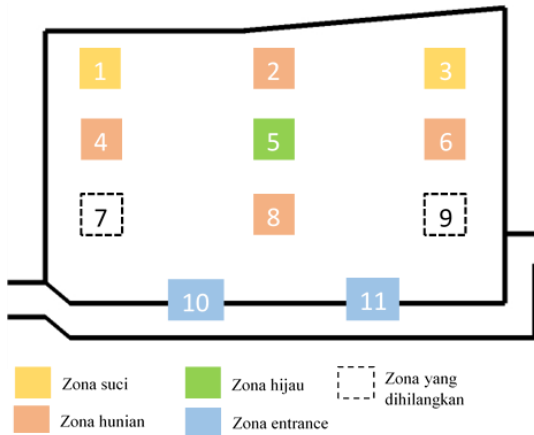 1 2 3
4 5 6
7 8 9
10 11
Zona suci
Zona hijau
Zona yang
dihilangkan
Zona hunian
Zona entrance